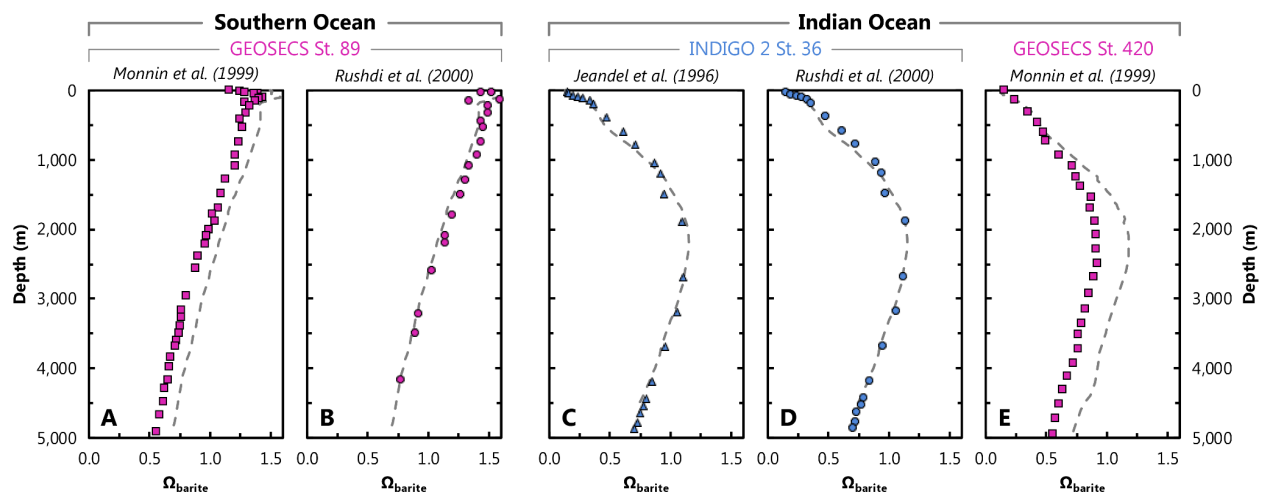 Southern Ocean Indian Ocean
GEOSECS St. 89 INDIGO 2 St. 36 GEOSECS St. 420
Monnin et al. (1999) Rushdi et al. (2000) Jeandel et al. (1996) Rushdi et al. (2000) Monnin et al. (1999)
0 0
1,000 1,000
2,000 2,000
Depth (m) Depth (m)
3,000 3,000
4,000 4,000
A B C D E
5,000 5,000
0.0 0.5 1.0 1.5 0.0 0.5 1.0 1.5 0.0 0.5 1.0 1.5 0.0 0.5 1.0 1.5 0.0 0.5 1.0 1.5
Ωbarite Ωbarite Ωbarite Ωbarite Ωbarite